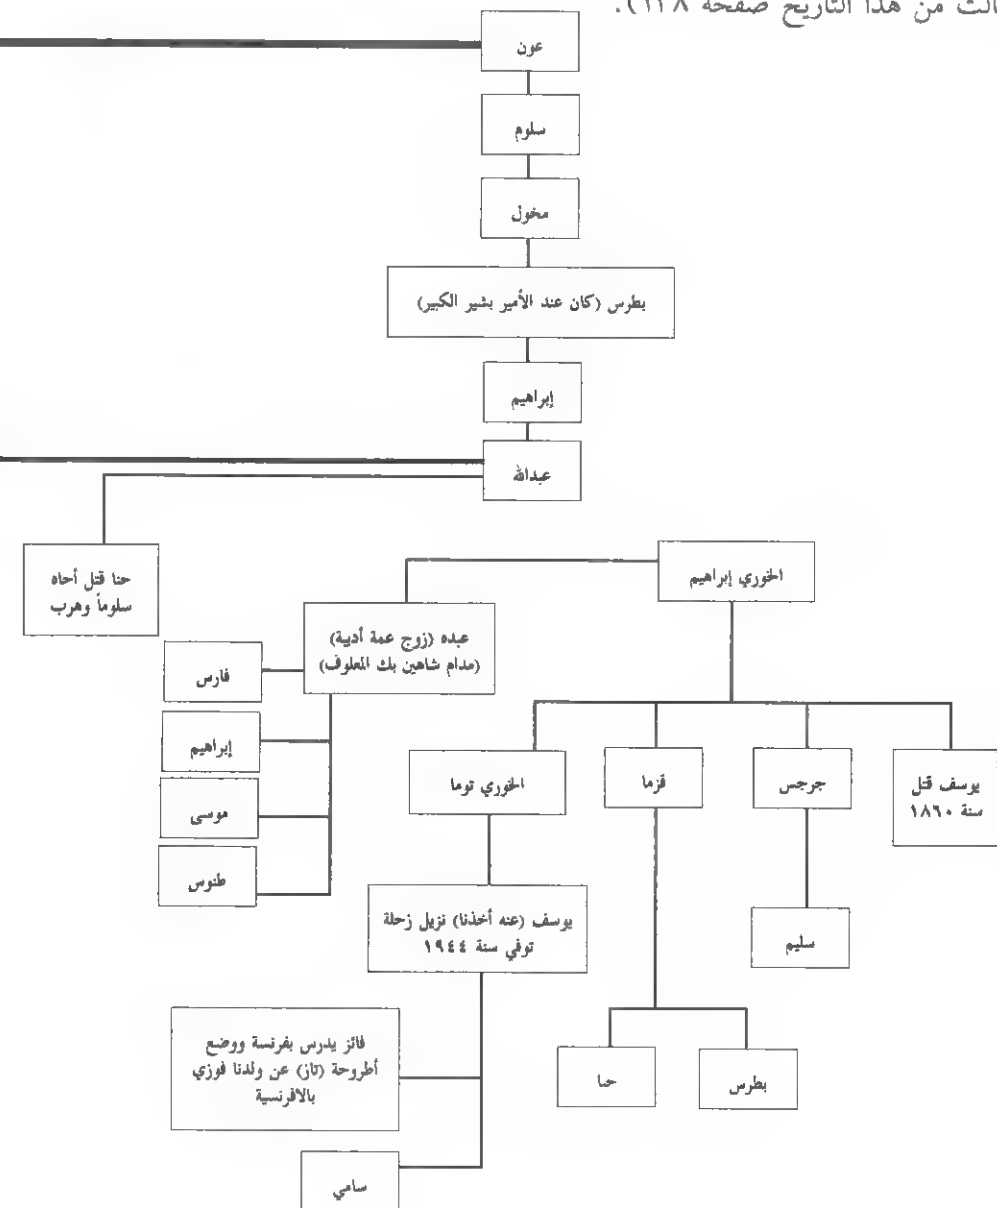 من هذا التاريخ صفحة ١٢٨).
عون
سلوم
مخول
بطرس (كان عند الأمير بشير الكبير)
إبراهيم
عبدالله
حنا قتل أخاه
سلوماً وهرب
الخوري إبراهيم
عبده (زوج عمة أديبة)
(مدام شاهين بك المعلوف)
فارس
إبراهيم
موسى
طنوس
الخوري توما
قزما
جرجس
يوسف قتل
سنة ١٨٦٠
يوسف (عنه أخذنا) نزيل زحلة
توفي سنة ١٩٤٤
سليم
فائز يدرس بفرنسة ووضع
أطروحة (تاز) عن ولدنا فوزي
بالافرنسية
حنا
بطرس
سامي